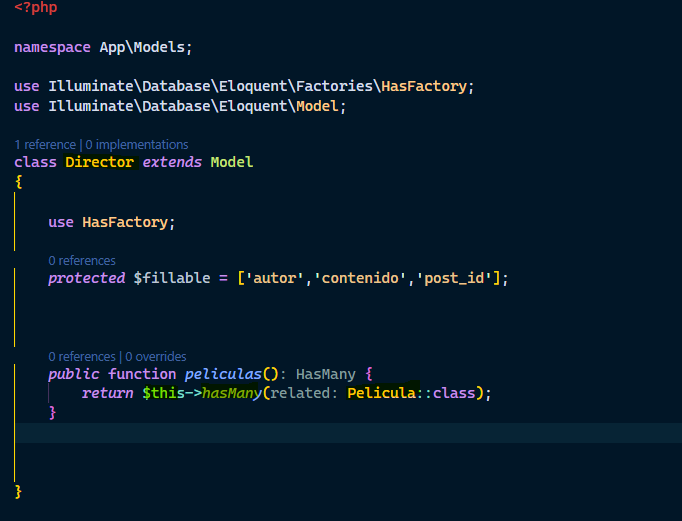 <?php
namespace App\Models;
use Illuminate\Database\Eloquent\Factories\HasFactory;
use Illuminate\Database\Eloquent\Model;
1 reference | 0 implementations
class Director extends Model
{
use HasFactory;
0 references
protected $fillable = ['autor','contenido','post_id'];
0 references | 0 overrides
public function peliculas(): HasMany {
return $this->hasMany(related: Pelicula::class);
}
}